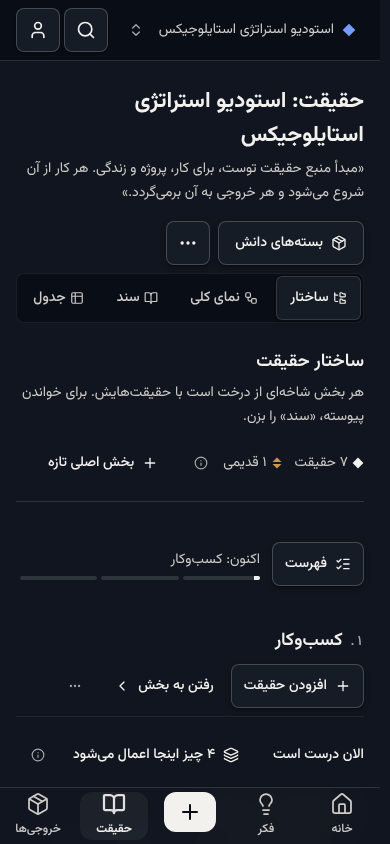 استودیو استراتژی استایلوجیکس
حقیقت: استودیو استراتژی
استایلوجیکس
«مبدأ منبع حقیقت توست، برای کار، پروژه و زندگی. هر کار از آن
شروع می‌شود و هر خروجی به آن برمی‌گردد.»
بسته‌های دانش
ساختار
نمای کلی
سند
جدول
ساختار حقیقت
هر بخش شاخه‌ای از درخت است با حقیقت‌هایش. برای خواندن
پیوسته، «سند» را بزن.
۷ حقیقت
۱ قدیمی
بخش اصلی تازه
فهرست
اکنون: کسب‌وکار
۱. کسب‌وکار
افزودن حقیقت
رفتن به بخش
الان درست است
۴ چیز اینجا اعمال می‌شود
خانه
فکر
حقیقت
خروجی‌ها